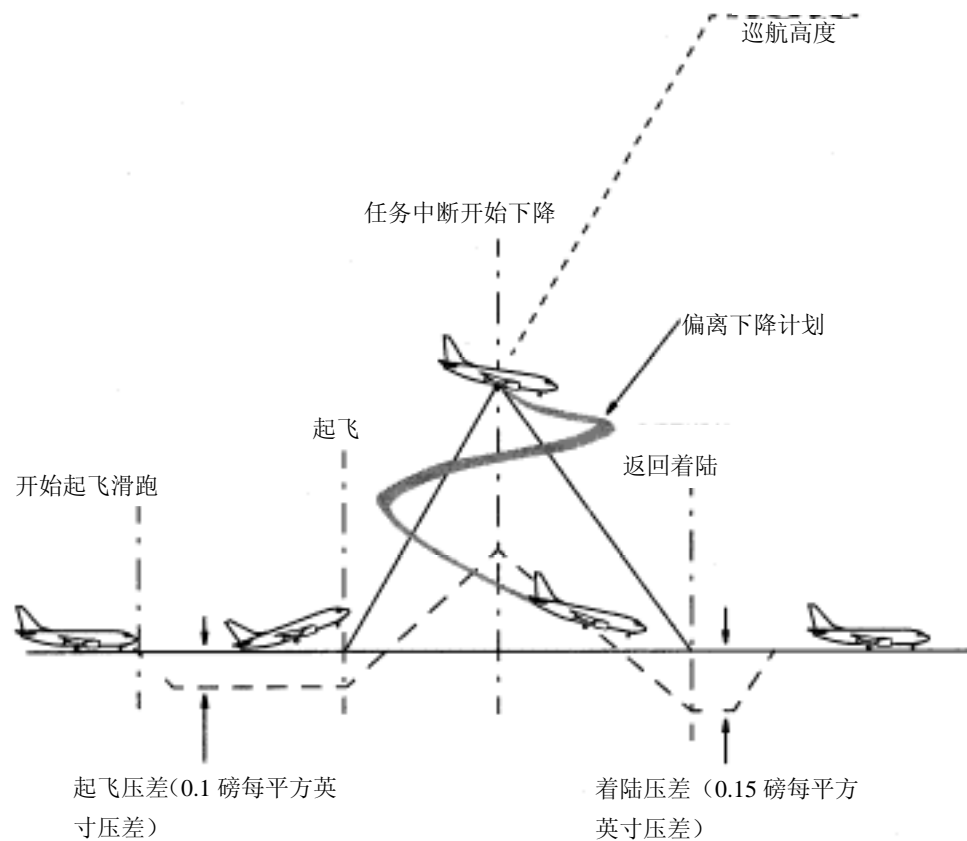 巡航高度
任务中断开始下降
偏离下降计划
起飞
返回着陆
开始起飞滑跑
起飞压差(0.1 磅每平方英
寸压差）
着陆压差（0.15 磅每平方
英寸压差）